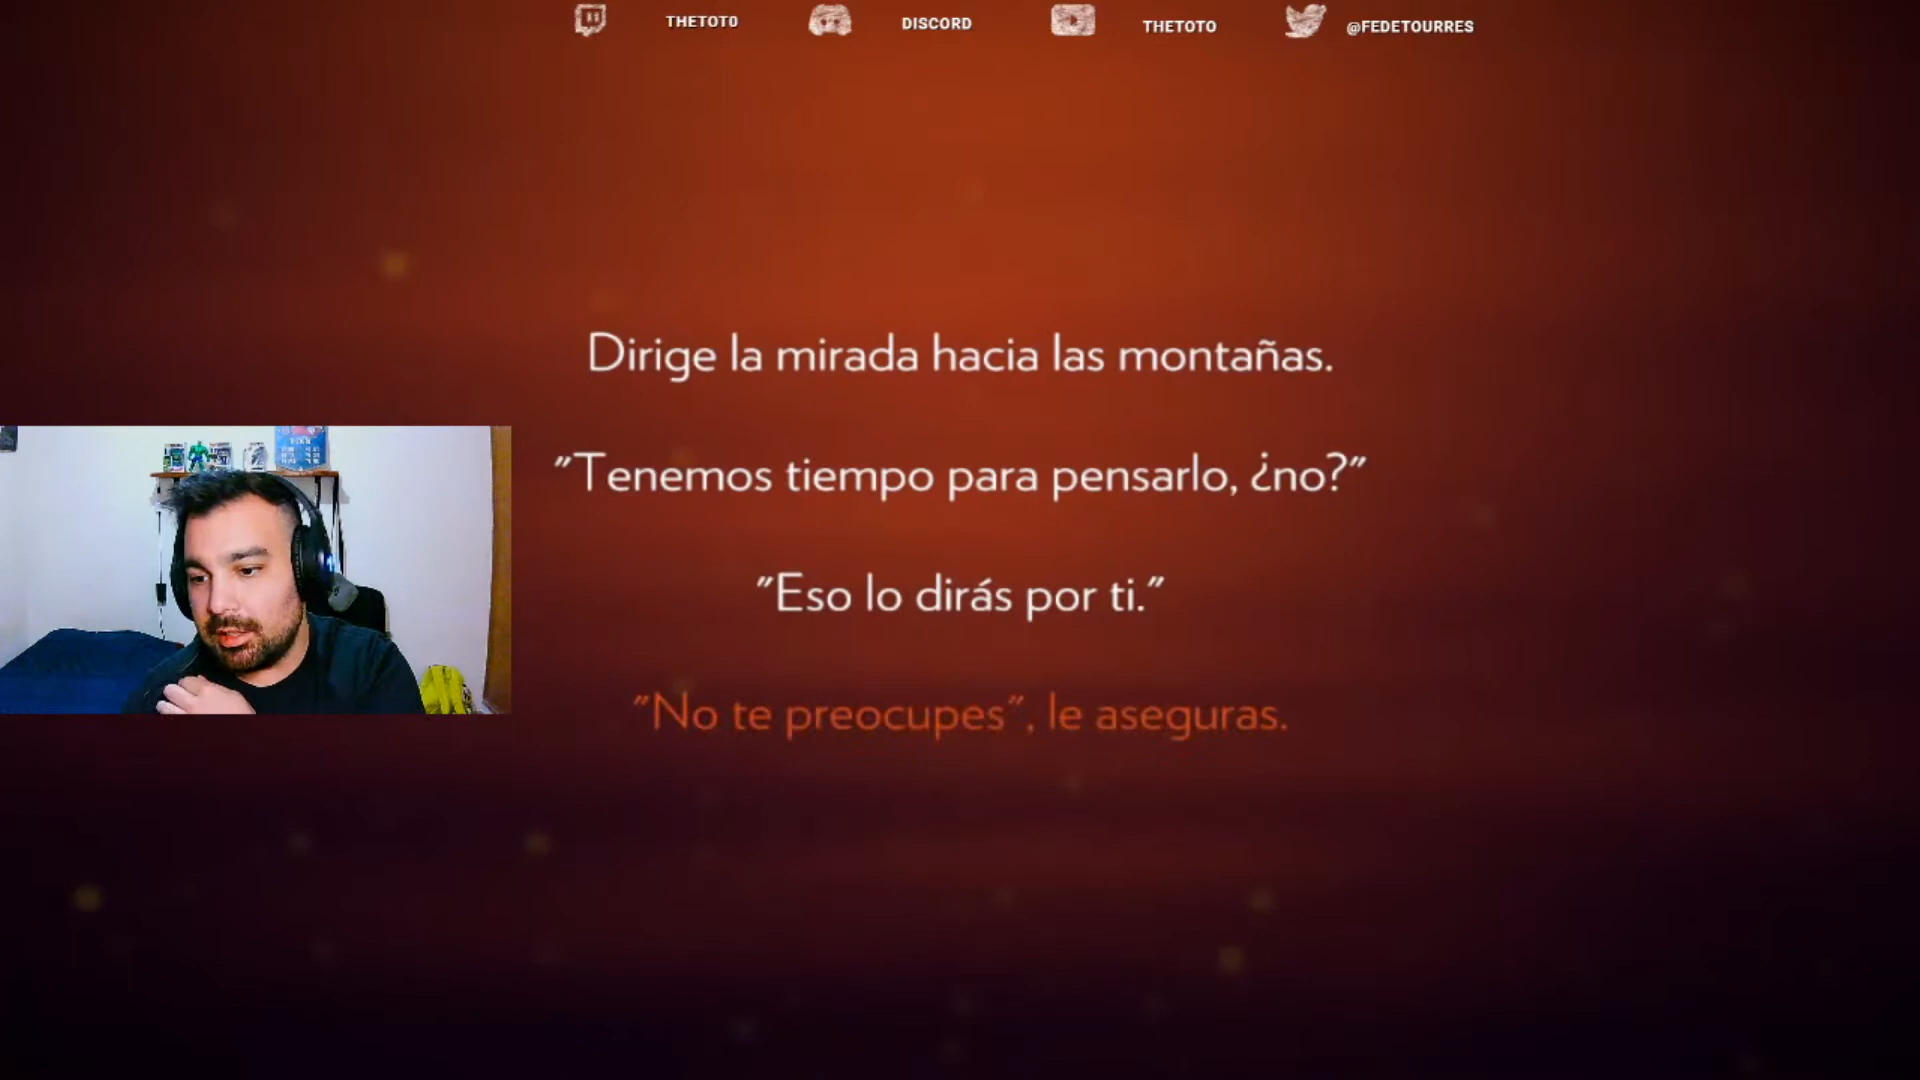 THETOT0
DISCORD
THETOTO
@FEDETOURRES
Dirige la mirada hacia las montañas.
"Tenemos tiempo para pensarlo, ¿no?"
"Eso lo dirás por ti."
"No te preocupes", le aseguras.